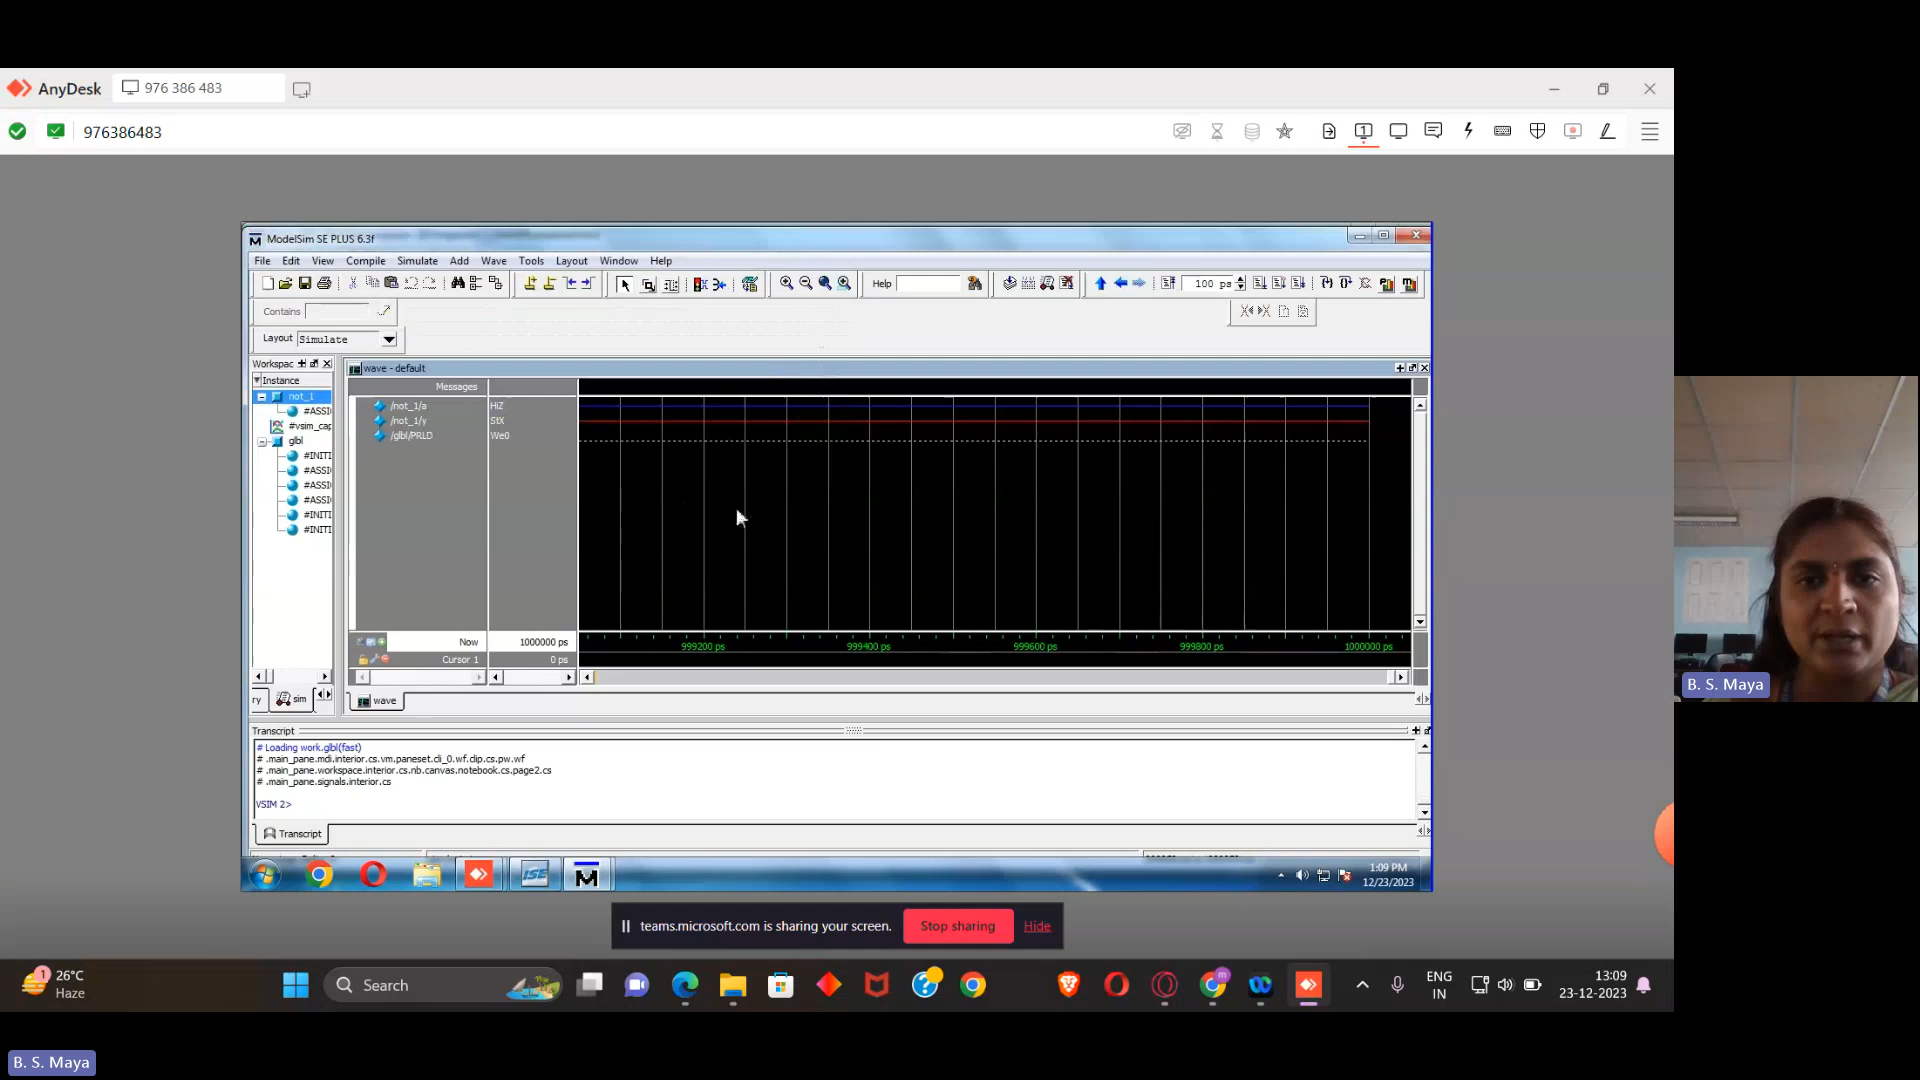 AnyDesk
976 386 483
976386483
ModelSim SE PLUS 6.3f
File Edit View Compile Simulate Add Wave Tools Layout Window Help
Help
100 ps
Contains
Layout Simulate
Workspac
wave - default
Instance
Messages
not_1
#ASSI
#vsim_cap
glbl
#INITI
#ASSI
#ASSI
#ASSI
#INITI
#INITI
/not_1/a HiZ
/not_1/y StX
/glbl/PRLD We0
Now 1000000 ps
Cursor 1 0 ps
999200 ps 999400 ps 999600 ps 999800 ps 1000000 ps
ry sim
wave
Transcript
# Loading work.glbl(fast)
# .main_pane.mdi.interior.cs.vm.paneset.cli_0.wf.clip.cs.pw.wf
# .main_pane.workspace.interior.cs.nb.canvas.notebook.cs.page2.cs
# .main_pane.signals.interior.cs
VSIM 2>
Transcript
ISE
1:09 PM
12/23/2023
teams.microsoft.com is sharing your screen. Stop sharing Hide
1
26°C
Haze
Search
ENG
IN
13:09
23-12-2023
B. S. Maya
B. S. Maya